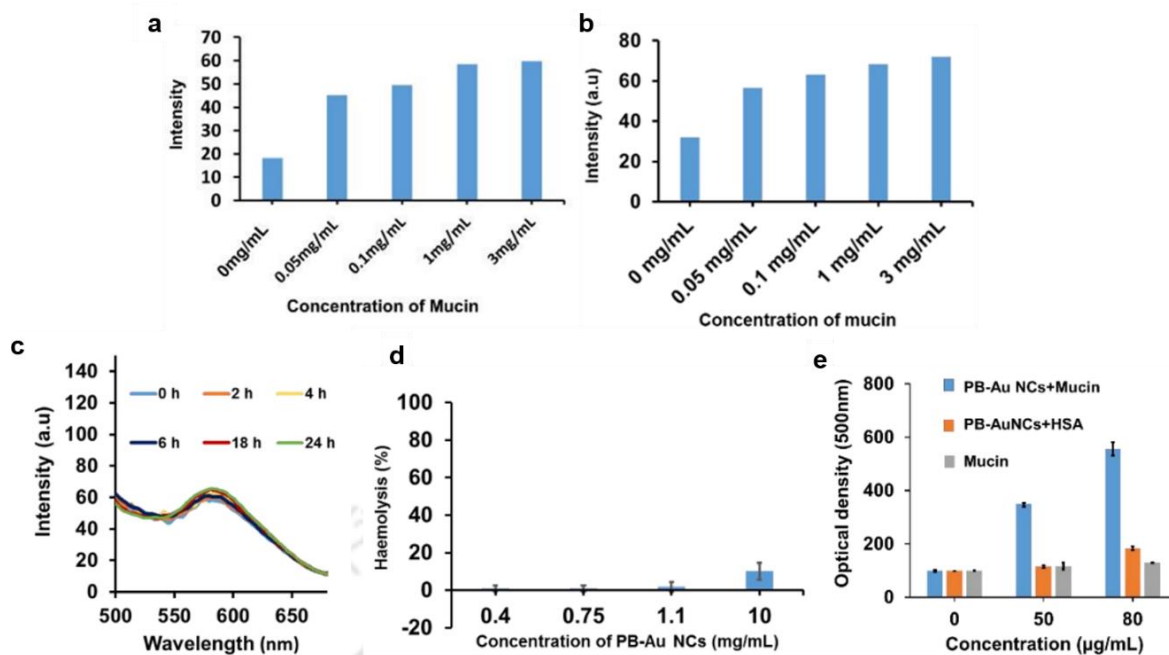 a
70
60
50
40
30
20
10
0
Intensity
0mg/mL
0.05mg/mL
0.1mg/mL
1mg/mL
3mg/mL
Concentration of Mucin
b
80
60
40
20
0
Intensity (a.u)
0 mg/mL
0.05 mg/mL
0.1 mg/mL
1 mg/mL
3 mg/mL
Concentration of mucin
c
140
120
100
80
60
40
20
0
Intensity (a.u)
0 h 2 h 4 h
6 h 18 h 24 h
500 550 600 650
Wavelength (nm)
d
100
80
60
40
20
0
-20
Haemolysis (%)
0.4 0.75 1.1 10
Concentration of PB-Au NCs (mg/mL)
e
800
600
400
200
0
Optical density (500nm)
PB-Au NCs+Mucin
PB-AuNCs+HSA
Mucin
0 50 80
Concentration (µg/mL)